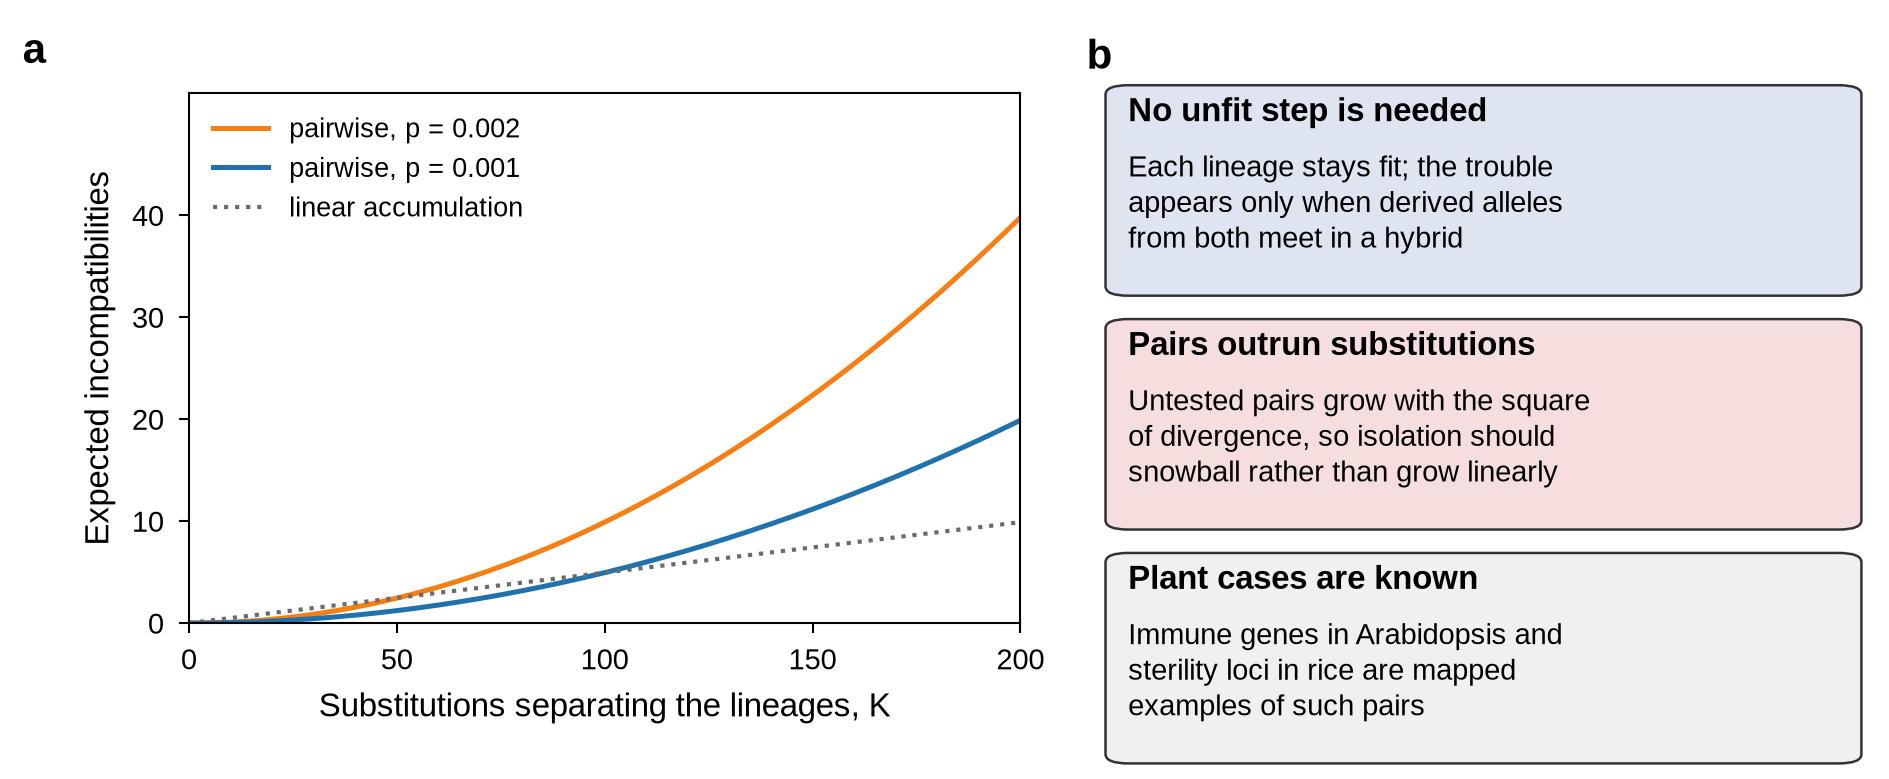 a
pairwise, p = 0.002
pairwise, p = 0.001
linear accumulation
Expected incompatibilities
40
30
20
10
0
0 50 100 150 200
Substitutions separating the lineages, K
b
No unfit step is needed
Each lineage stays fit; the trouble
appears only when derived alleles
from both meet in a hybrid
Pairs outrun substitutions
Untested pairs grow with the square
of divergence, so isolation should
snowball rather than grow linearly
Plant cases are known
Immune genes in Arabidopsis and
sterility loci in rice are mapped
examples of such pairs